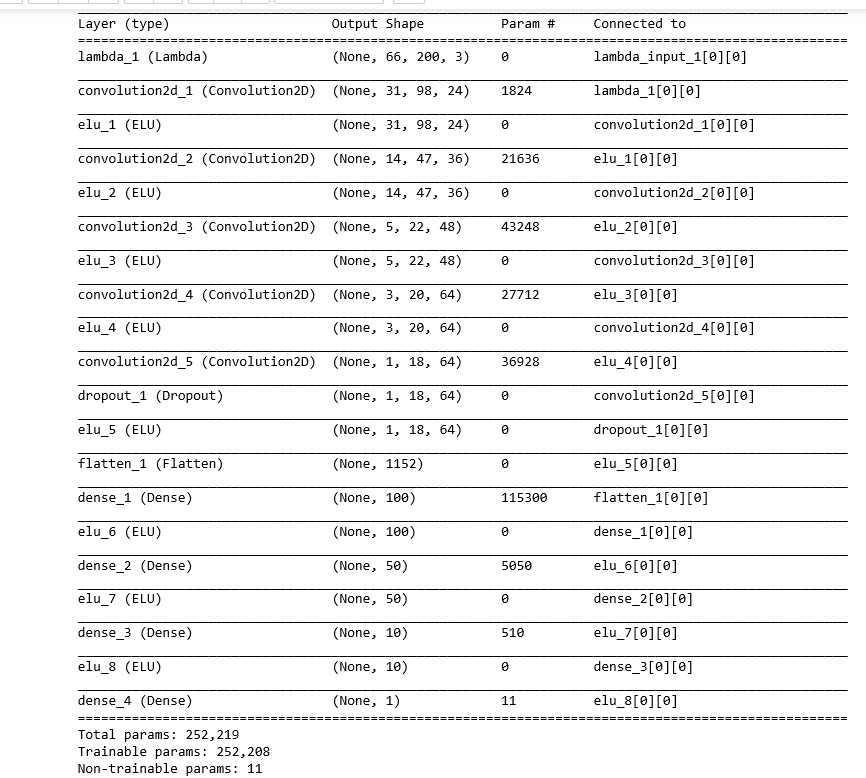 Layer (type) Output Shape Param # Connected to
====================================================================================================
lambda_1 (Lambda) (None, 66, 200, 3) 0 lambda_input_1[0][0]
convolution2d_1 (Convolution2D) (None, 31, 98, 24) 1824 lambda_1[0][0]
elu_1 (ELU) (None, 31, 98, 24) 0 convolution2d_1[0][0]
convolution2d_2 (Convolution2D) (None, 14, 47, 36) 21636 elu_1[0][0]
elu_2 (ELU) (None, 14, 47, 36) 0 convolution2d_2[0][0]
convolution2d_3 (Convolution2D) (None, 5, 22, 48) 43248 elu_2[0][0]
elu_3 (ELU) (None, 5, 22, 48) 0 convolution2d_3[0][0]
convolution2d_4 (Convolution2D) (None, 3, 20, 64) 27712 elu_3[0][0]
elu_4 (ELU) (None, 3, 20, 64) 0 convolution2d_4[0][0]
convolution2d_5 (Convolution2D) (None, 1, 18, 64) 36928 elu_4[0][0]
dropout_1 (Dropout) (None, 1, 18, 64) 0 convolution2d_5[0][0]
elu_5 (ELU) (None, 1, 18, 64) 0 dropout_1[0][0]
flatten_1 (Flatten) (None, 1152) 0 elu_5[0][0]
dense_1 (Dense) (None, 100) 115300 flatten_1[0][0]
elu_6 (ELU) (None, 100) 0 dense_1[0][0]
dense_2 (Dense) (None, 50) 5050 elu_6[0][0]
elu_7 (ELU) (None, 50) 0 dense_2[0][0]
dense_3 (Dense) (None, 10) 510 elu_7[0][0]
elu_8 (ELU) (None, 10) 0 dense_3[0][0]
dense_4 (Dense) (None, 1) 11 elu_8[0][0]
====================================================================================================
Total params: 252,219
Trainable params: 252,208
Non-trainable params: 11